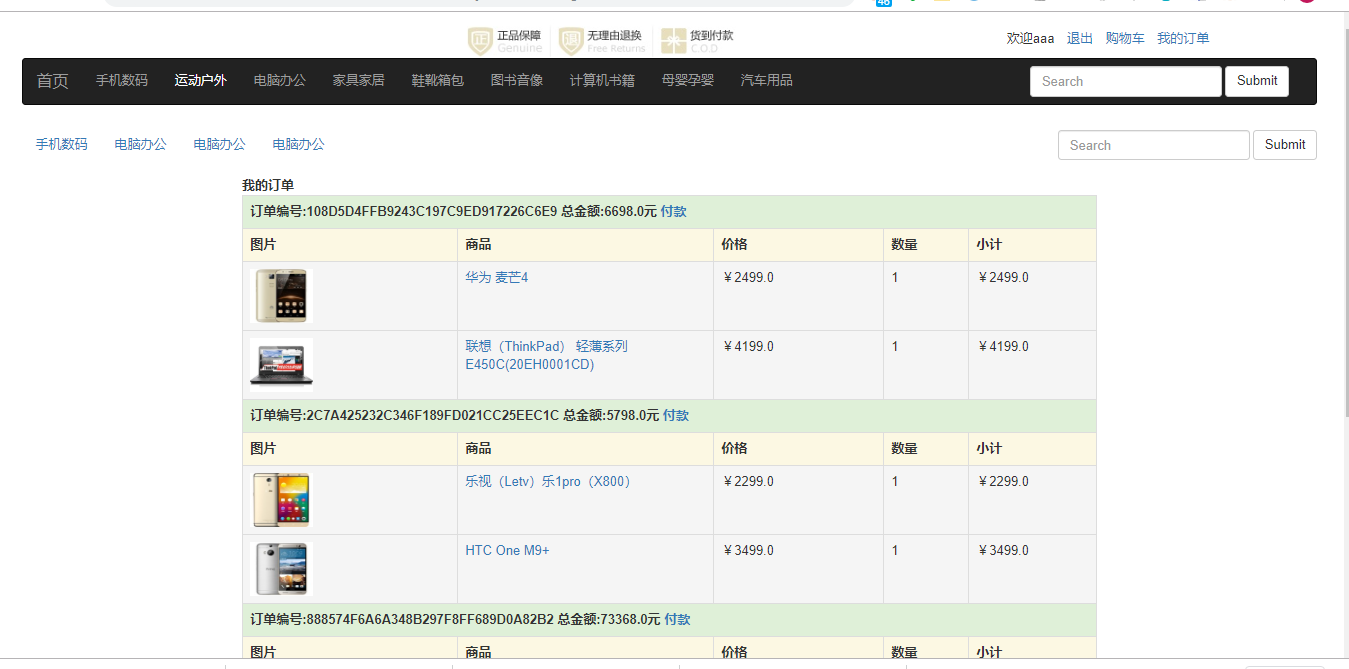 46
正品保障 无理由退换 货到付款
Genuine Free Returns C.O.D
正 退
欢迎aaa 退出 购物车 我的订单
首页 手机数码 运动户外 电脑办公 家具家居 鞋靴箱包 图书音像 计算机书籍 母婴孕婴 汽车用品 Search Submit
手机数码 电脑办公 电脑办公 电脑办公 Search Submit
我的订单
订单编号:108D5D4FFB9243C197C9ED917226C6E9 总金额:6698.0元 付款
图片 商品 价格 数量 小计
华为 麦芒4 ￥2499.0 1 ￥2499.0
联想（ThinkPad） 轻薄系列 ￥4199.0 1 ￥4199.0
E450C(20EH0001CD)
订单编号:2C7A425232C346F189FD021CC25EEC1C 总金额:5798.0元 付款
图片 商品 价格 数量 小计
乐视（Letv）乐1pro（X800） ￥2299.0 1 ￥2299.0
HTC One M9+ ￥3499.0 1 ￥3499.0
订单编号:888574F6A6A348B297F8FF689D0A82B2 总金额:73368.0元 付款
图片 商品 价格 数量 小计